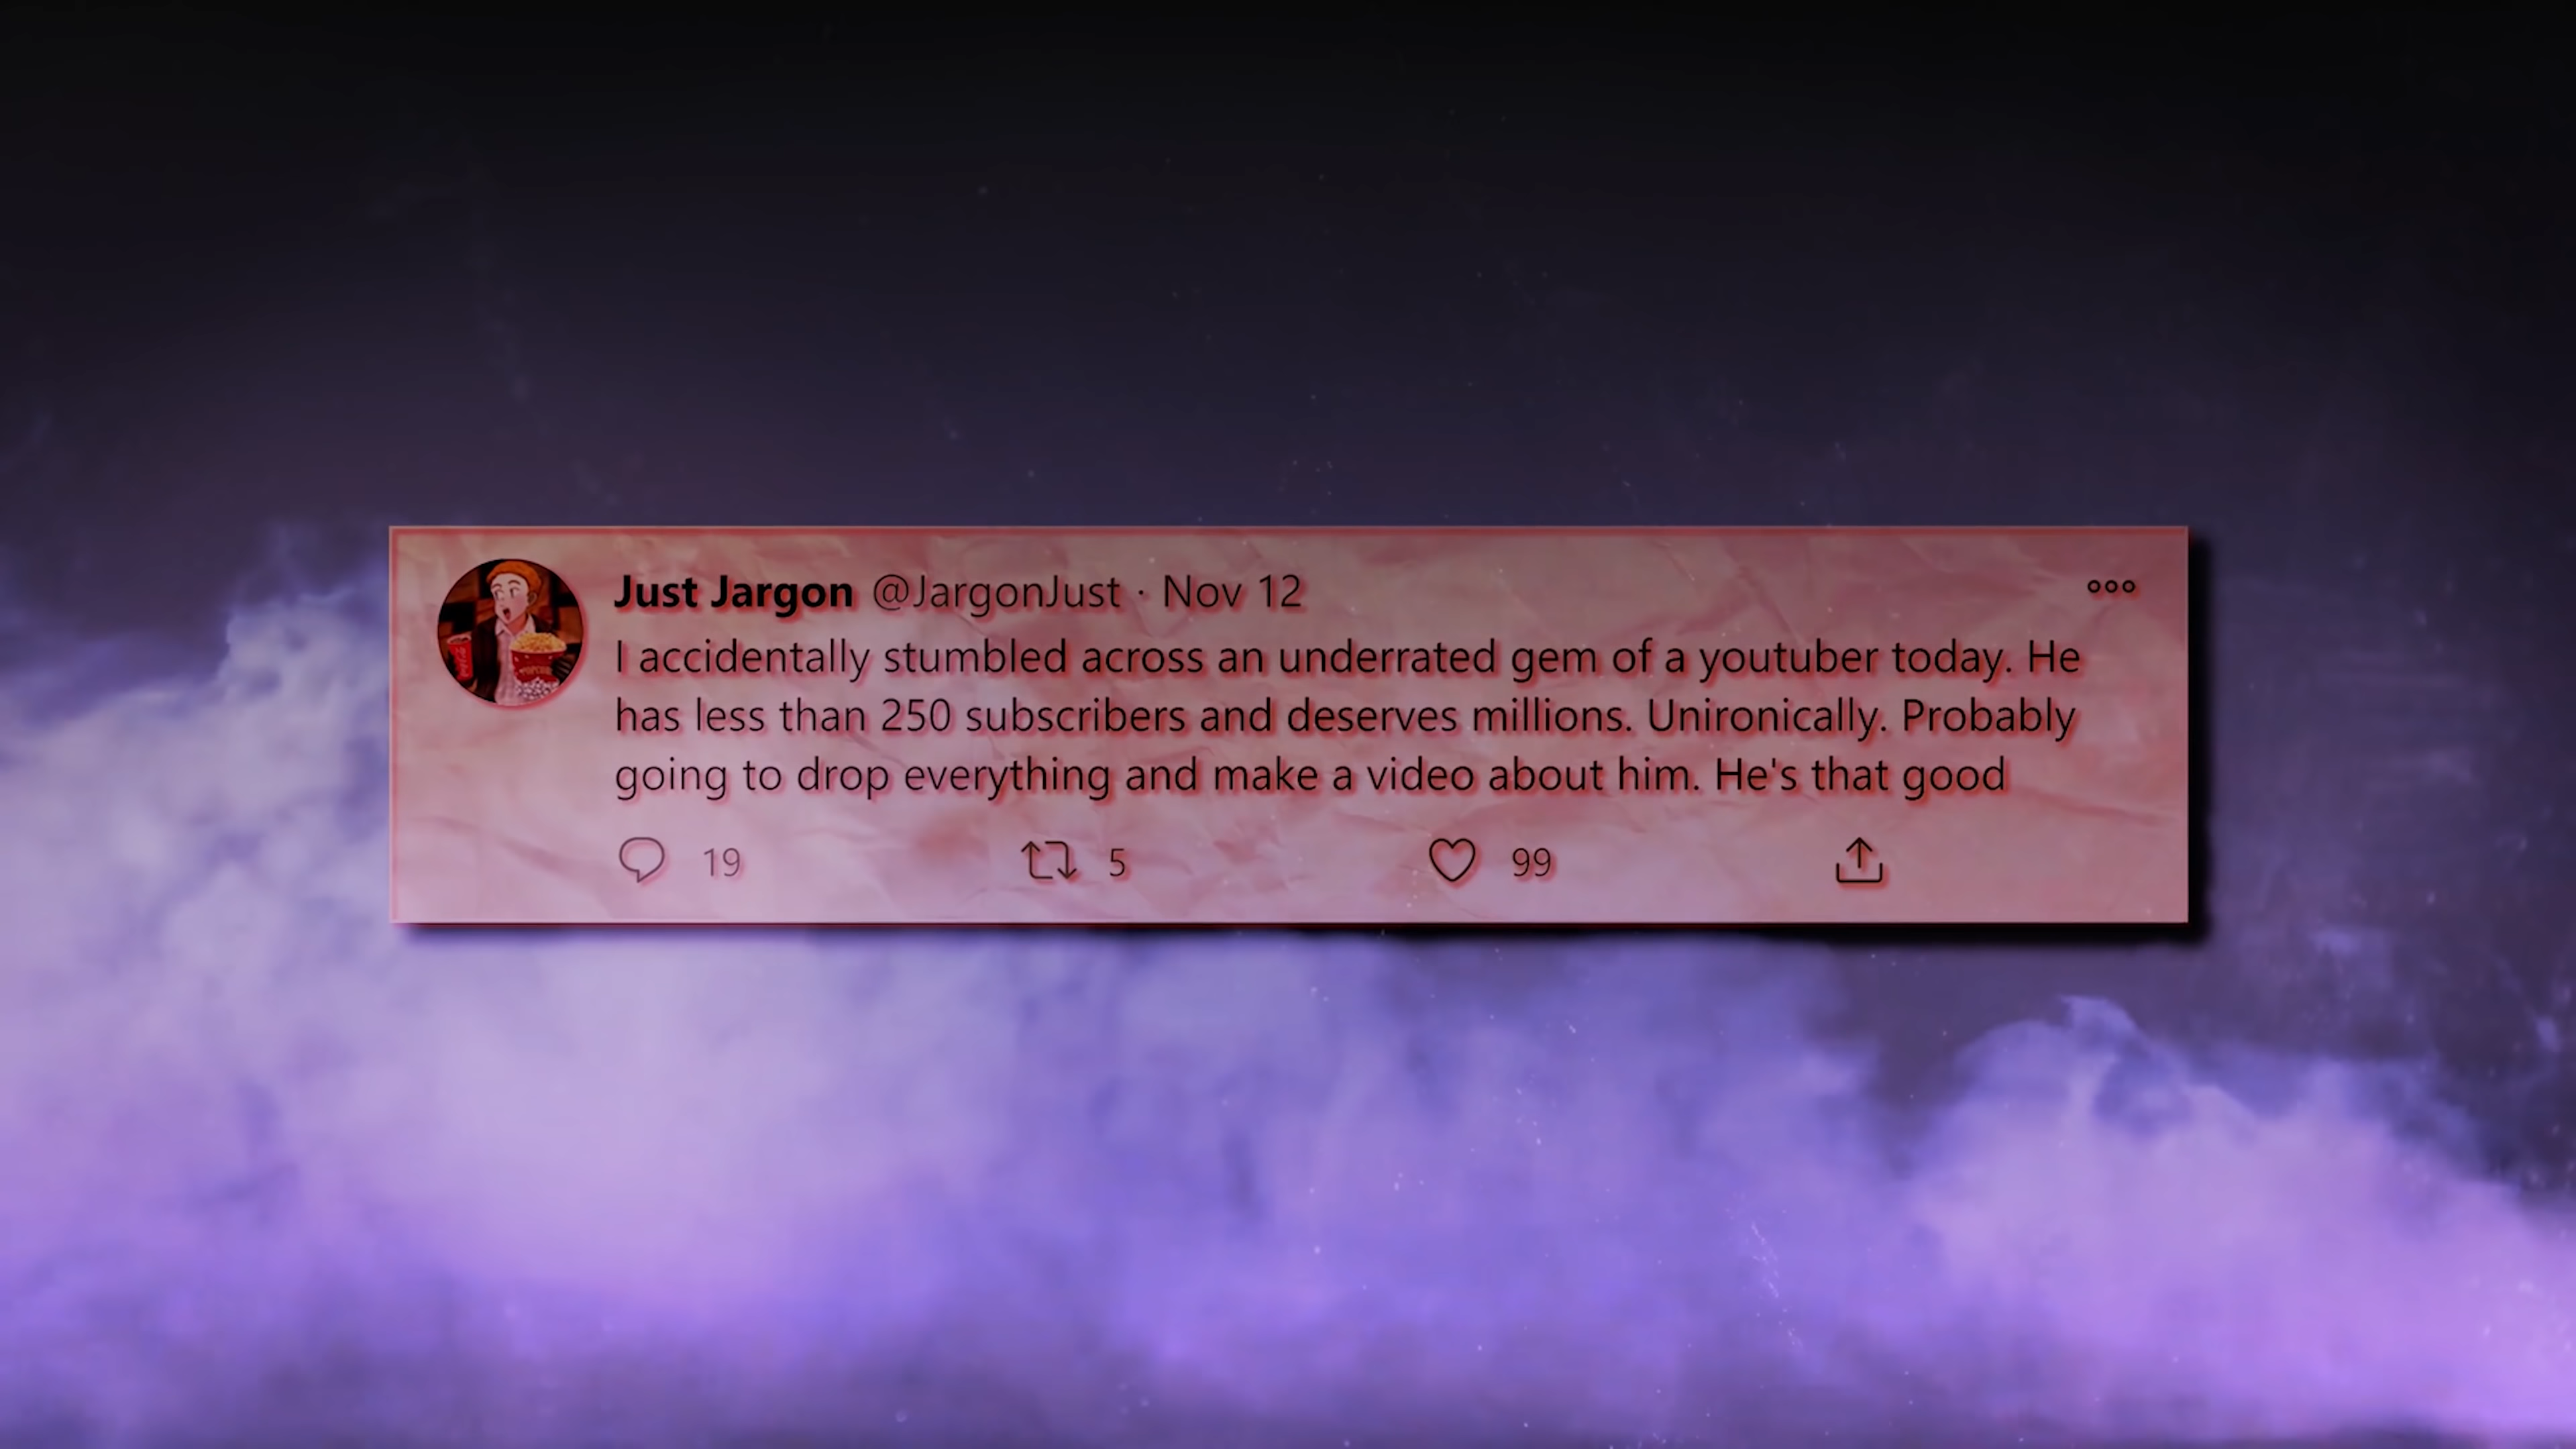 Just Jargon @JargonJust · Nov 12
I accidentally stumbled across an underrated gem of a youtuber today. He
has less than 250 subscribers and deserves millions. Unironically. Probably
going to drop everything and make a video about him. He's that good
19 5 99